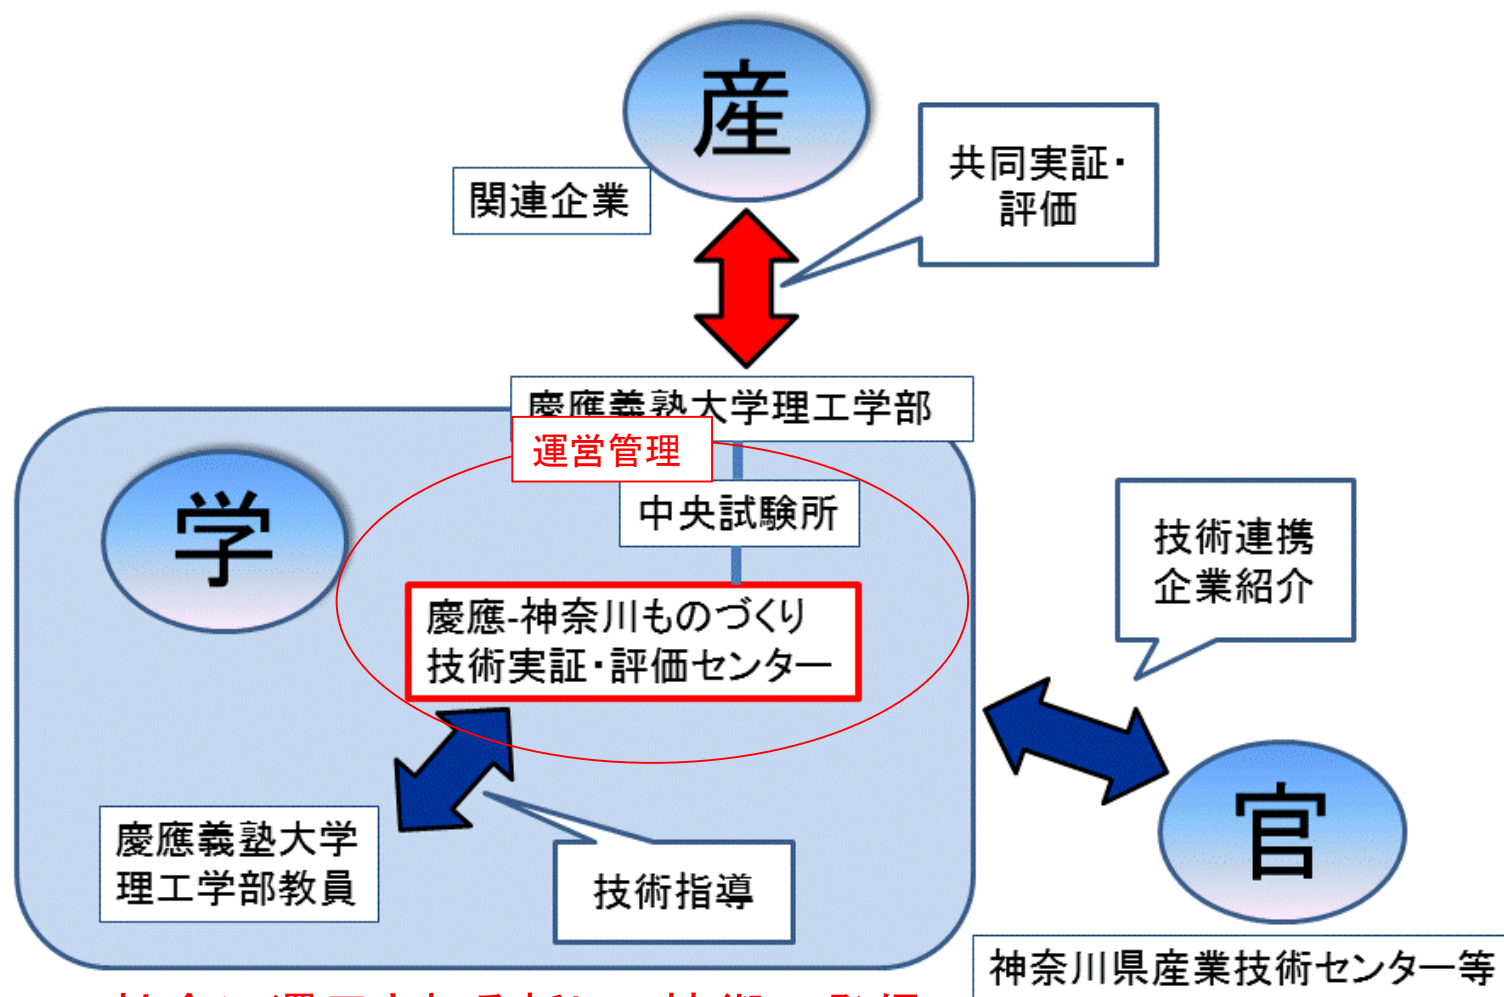 産
関連企業
共同実証・
評価
慶應義塾大学理工学部
運営管理
中央試験所
学
慶應-神奈川ものづくり
技術実証・評価センター
技術連携
企業紹介
慶應義塾大学
理工学部教員
技術指導
官
神奈川県産業技術センター等